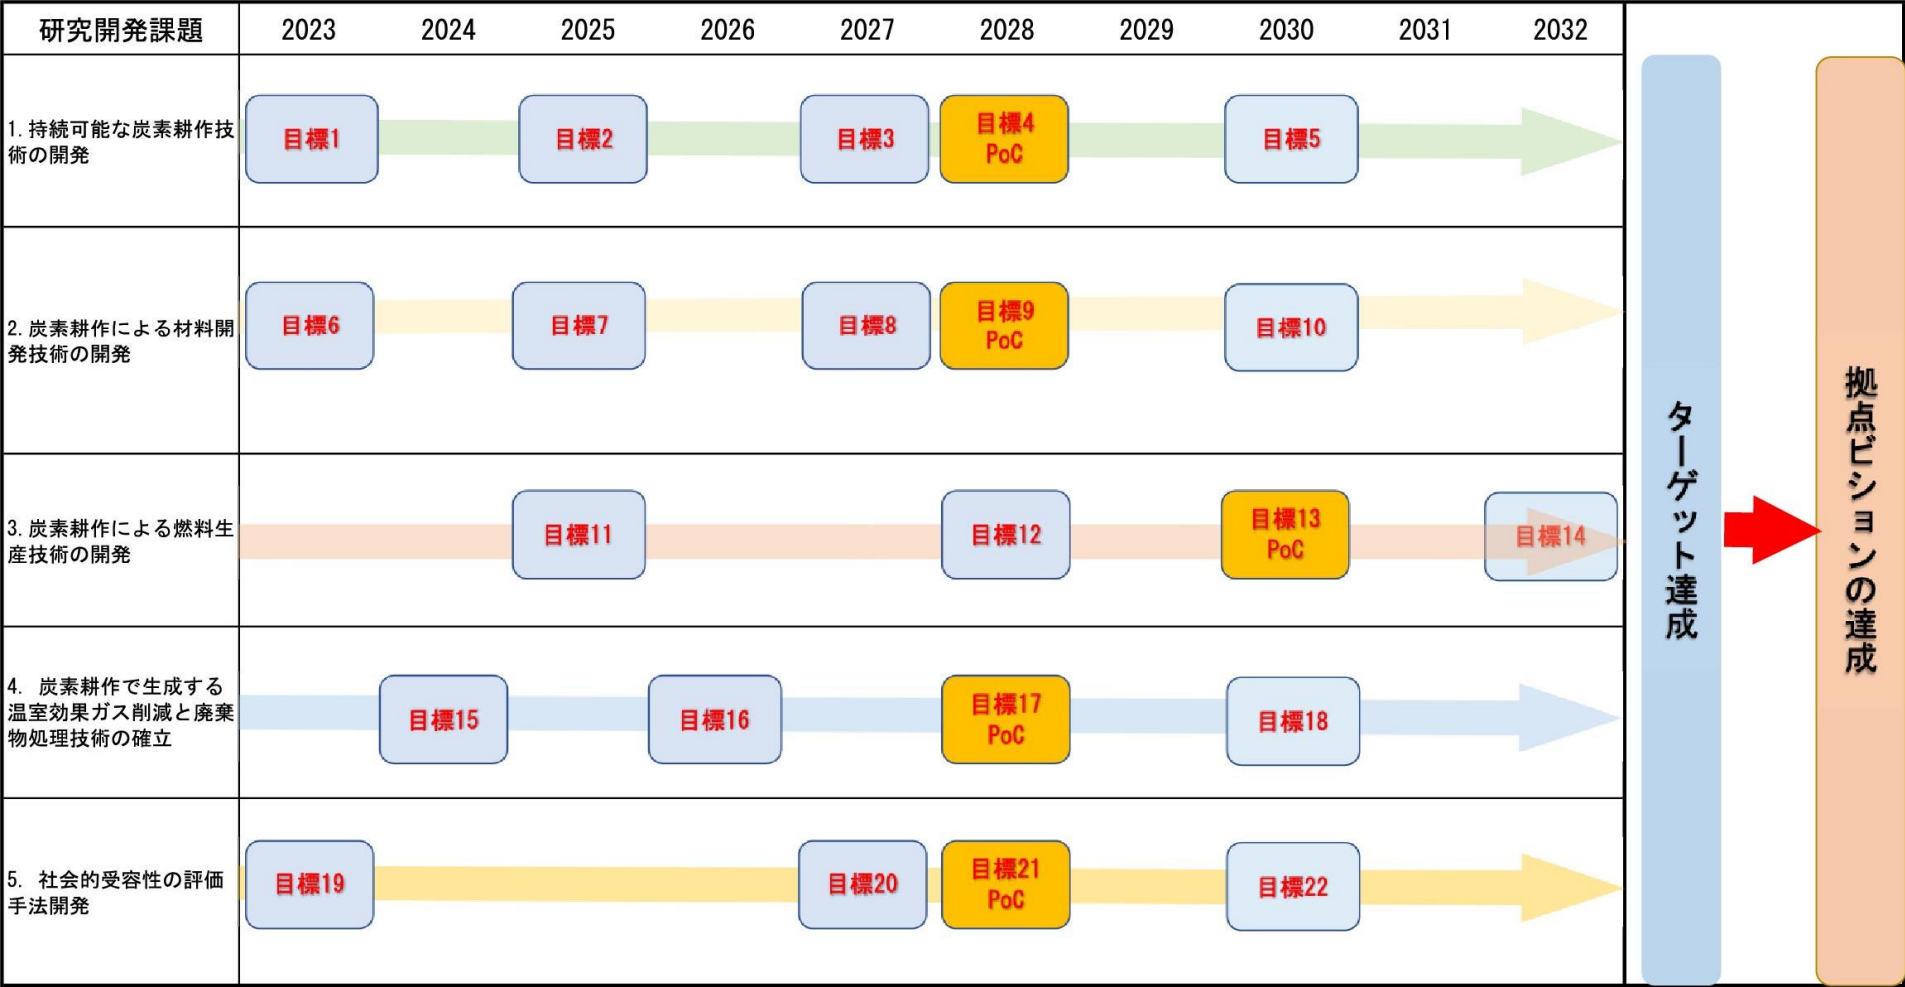 研究開発課題
2023
2024
2025
2026
2027
2028
2029
2030
2031
2032
1. 持続可能な炭素耕作技
術の開発
目標1
目標2
目標3
目標4
PoC
目標5
2. 炭素耕作による材料開
発技術の開発
目標6
目標7
目標8
目標9
PoC
目標10
3. 炭素耕作による燃料生
産技術の開発
目標11
目標12
目標13
PoC
目標14
4. 炭素耕作で生成する
温室効果ガス削減と廃棄
物処理技術の確立
目標15
目標16
目標17
PoC
目標18
5. 社会的受容性の評価
手法開発
目標19
目標20
目標21
PoC
目標22
ターゲット達成
拠点ビジョンの達成